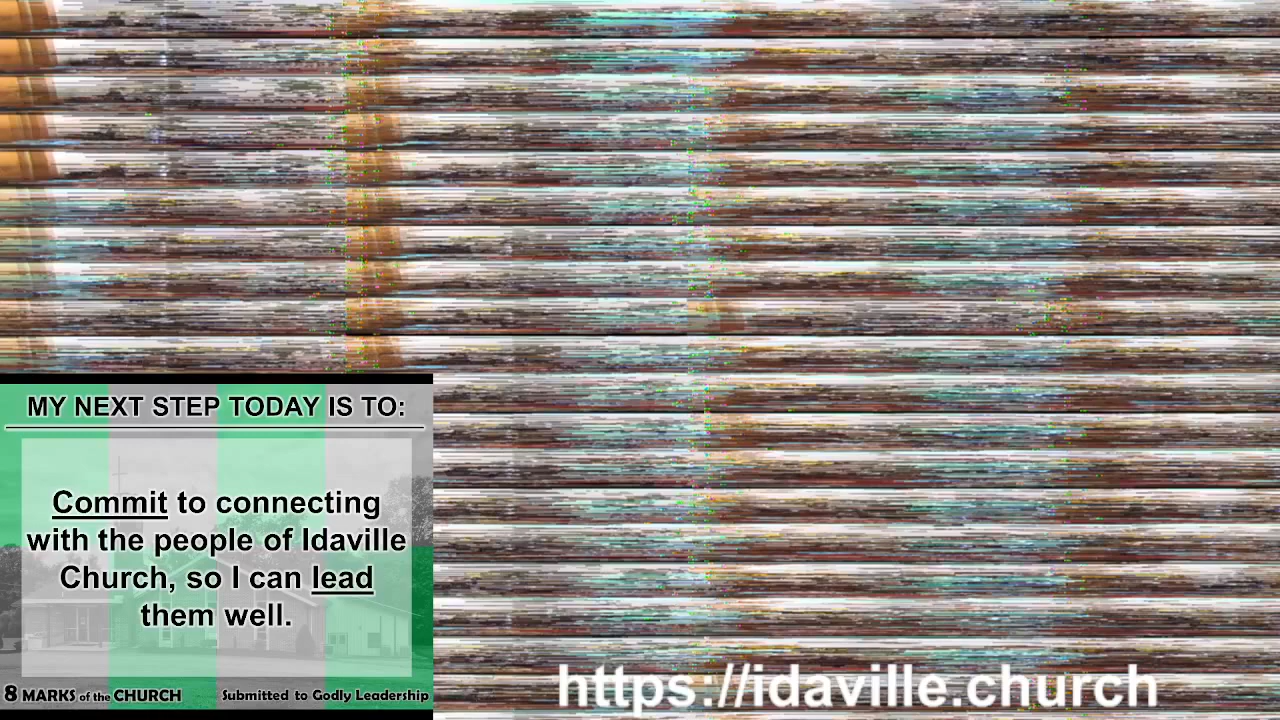 MY NEXT STEP TODAY IS TO:
Commit to connecting
with the people of Idaville
Church, so I can lead
them well.
8 MARKS of the CHURCH
Submitted to Godly Leadership
https://idaville.church